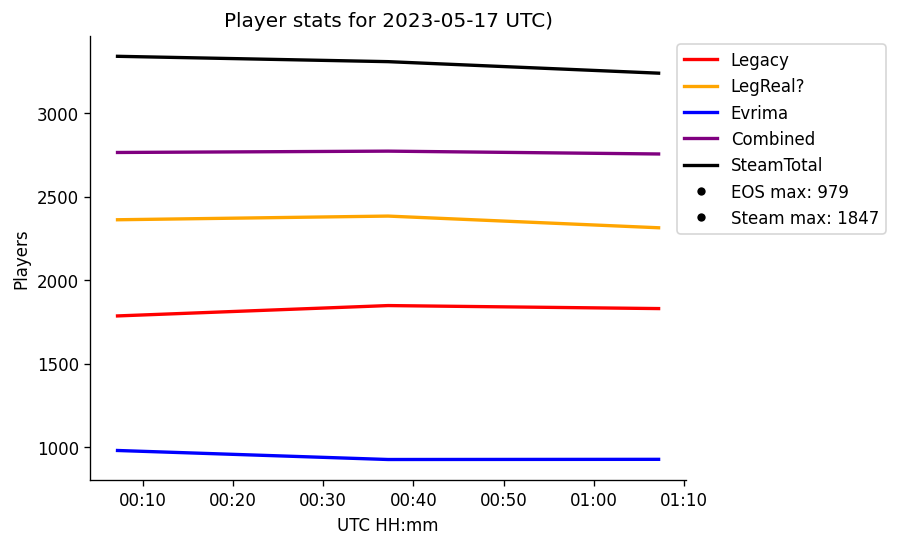 Player stats for 2023-05-17 UTC)
Legacy
LegReal?
Evrima
Combined
SteamTotal
EOS max: 979
Steam max: 1847
Players
3000
2500
2000
1500
1000
00:10 00:20 00:30 00:40 00:50 01:00 01:10
UTC HH:mm